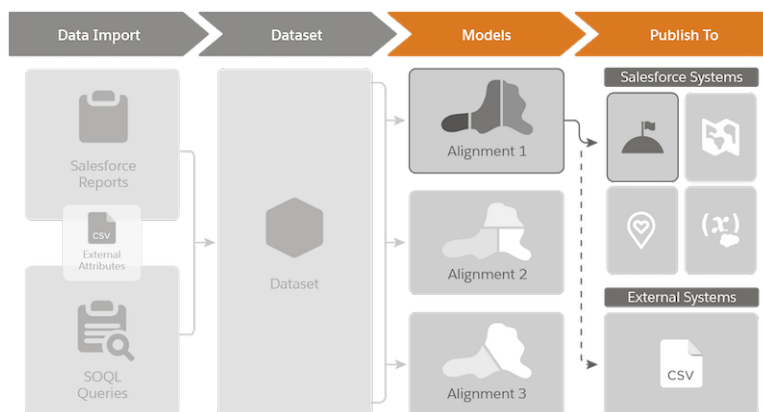 Data Import
Dataset
Models
Publish To
Salesforce
Reports
CSV
External
Attributes
SOQL
Queries
Dataset
Alignment 1
Alignment 2
Alignment 3
Salesforce Systems
(x)
External Systems
CSV